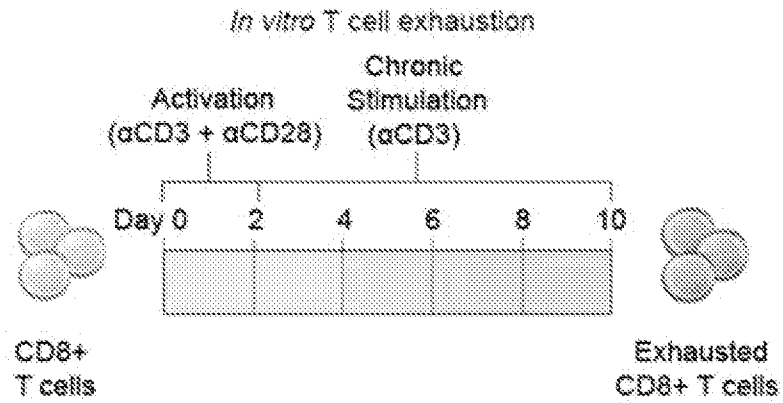 In vitro T cell exhaustion
Activation
(αCD3 + αCD28)
Chronic
Stimulation
(αCD3)
Day 0 2 4 6 8 10
CD8+
T cells
Exhausted
CD8+ T cells